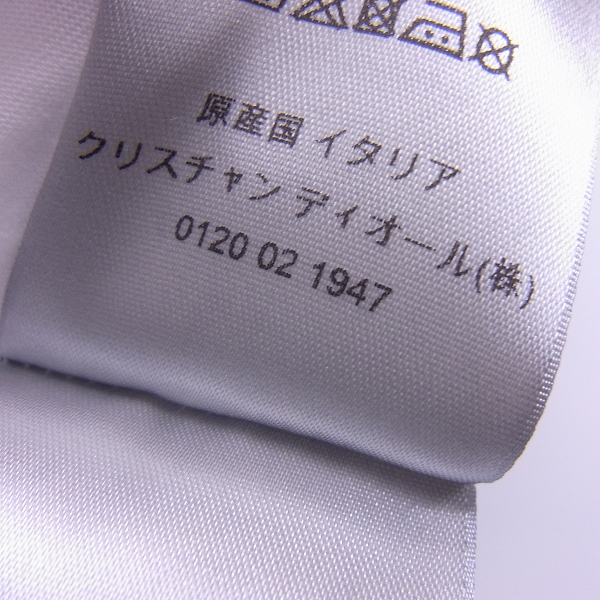 原産国 イタリア
クリスチャン ディオール(株)
0120 02 1947